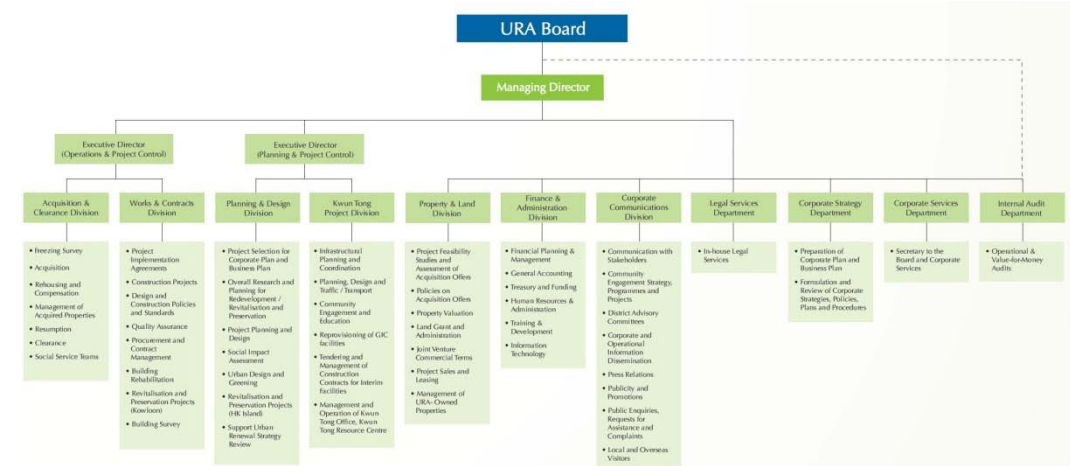 URA Board
Managing Director
Executive Director
(Operations & Project Control)
Executive Director
(Planning & Project Control)
Acquisition &
Clearance Division
• Freezing Survey
• Acquisition
• Rehousing and
Compensation
• Management of
Acquired Properties
• Resumption
• Clearance
• Social Service Teams
Works & Contracts
Division
• Project
Implementation
Agreements
• Construction Projects
• Design and
Construction Policies
and Standards
• Quality Assurance
• Procurement and
Contract
Management
• Building
Rehabilitation
• Revitalisation and
Preservation Projects
(Kowloon)
• Building Survey
Planning & Design
Division
• Project Selection for
Corporate Plan and
Business Plan
• Overall Research and
Planning for
Redevelopment /
Revitalisation and
Preservation
• Project Planning and
Design
• Social Impact
Assessment
• Urban Design and
Greening
• Revitalisation and
Preservation Projects
(HK Island)
• Support Urban
Renewal Strategy
Review
Kwun Tong
Project Division
• Infrastructural
Planning and
Coordination
• Planning, Design and
Traffic / Transport
• Community
Engagement and
Education
• Reprovisioning of GIC
facilities
• Tendering and
Management of
Construction
Contracts for Interim
Facilities
• Management and
Operation of Kwun
Tong Office, Kwun
Tong Resource Centre
Property & Land
Division
• Project Feasibility
Studies and
Assessment of
Acquisition Offers
• Policies on
Acquisition Offers
• Property Valuation
• Land Grant and
Administration
• Joint Venture
Commercial Terms
• Project Sales and
Leasing
• Management of
URA- Owned
Properties
Finance &
Administration
Division
• Financial Planning &
Management
• General Accounting
• Treasury and Funding
• Human Resources &
Administration
• Training &
Development
• Information
Technology
Corporate
Communications
Division
• Communication with
Stakeholders
• Community
Engagement Strategy,
Programmes and
Projects
• District Advisory
Committees
• Corporate and
Operational
Information
Dissemination
• Press Relations
• Publicity and
Promotions
• Public Enquiries,
Requests for
Assistance and
Complaints
• Local and Overseas
Visitors
Legal Services
Department
• In-house Legal
Services
Corporate Strategy
Department
• Preparation of
Corporate Plan and
Business Plan
• Formulation and
Review of Corporate
Strategies, Policies,
Plans and Procedures
Corporate Services
Department
• Secretary to the
Board and Corporate
Services
Internal Audit
Department
• Operational &
Value-for-Money
Audits